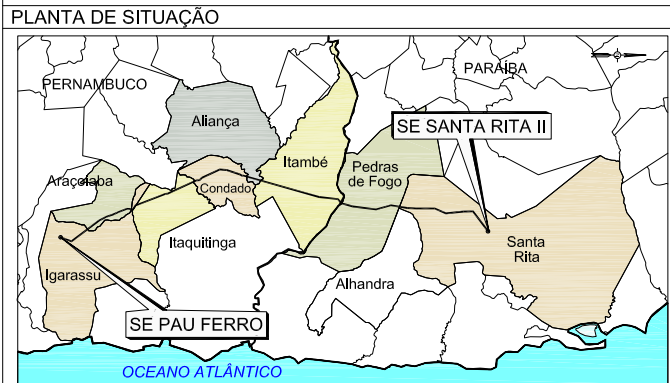 PLANTA DE SITUAÇÃO
PERNAMBUCO
PARAÍBA
Aliança
SE SANTA RITA II
Itambé
Pedras
de Fogo
Araçoiaba
Condado
Itaquitinga
Santa
Rita
Igarassu
Alhandra
SE PAU FERRO
OCEANO ATLÂNTICO